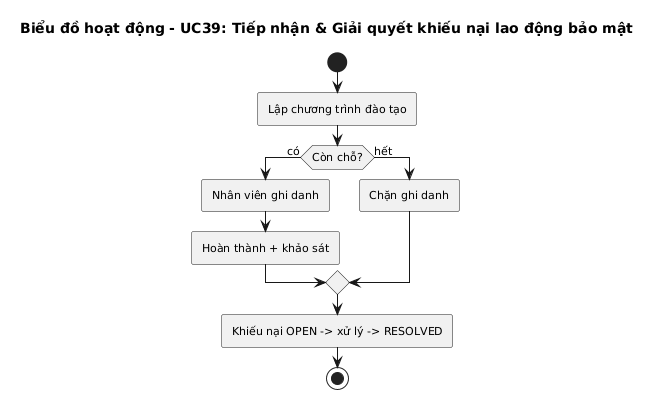 Biểu đồ hoạt động - UC39: Tiếp nhận & Giải quyết khiếu nại lao động bảo mật
Lập chương trình đào tạo
có
Còn chỗ?
hết
Nhân viên ghi danh
Chặn ghi danh
Hoàn thành + khảo sát
Khiếu nại OPEN -> xử lý -> RESOLVED